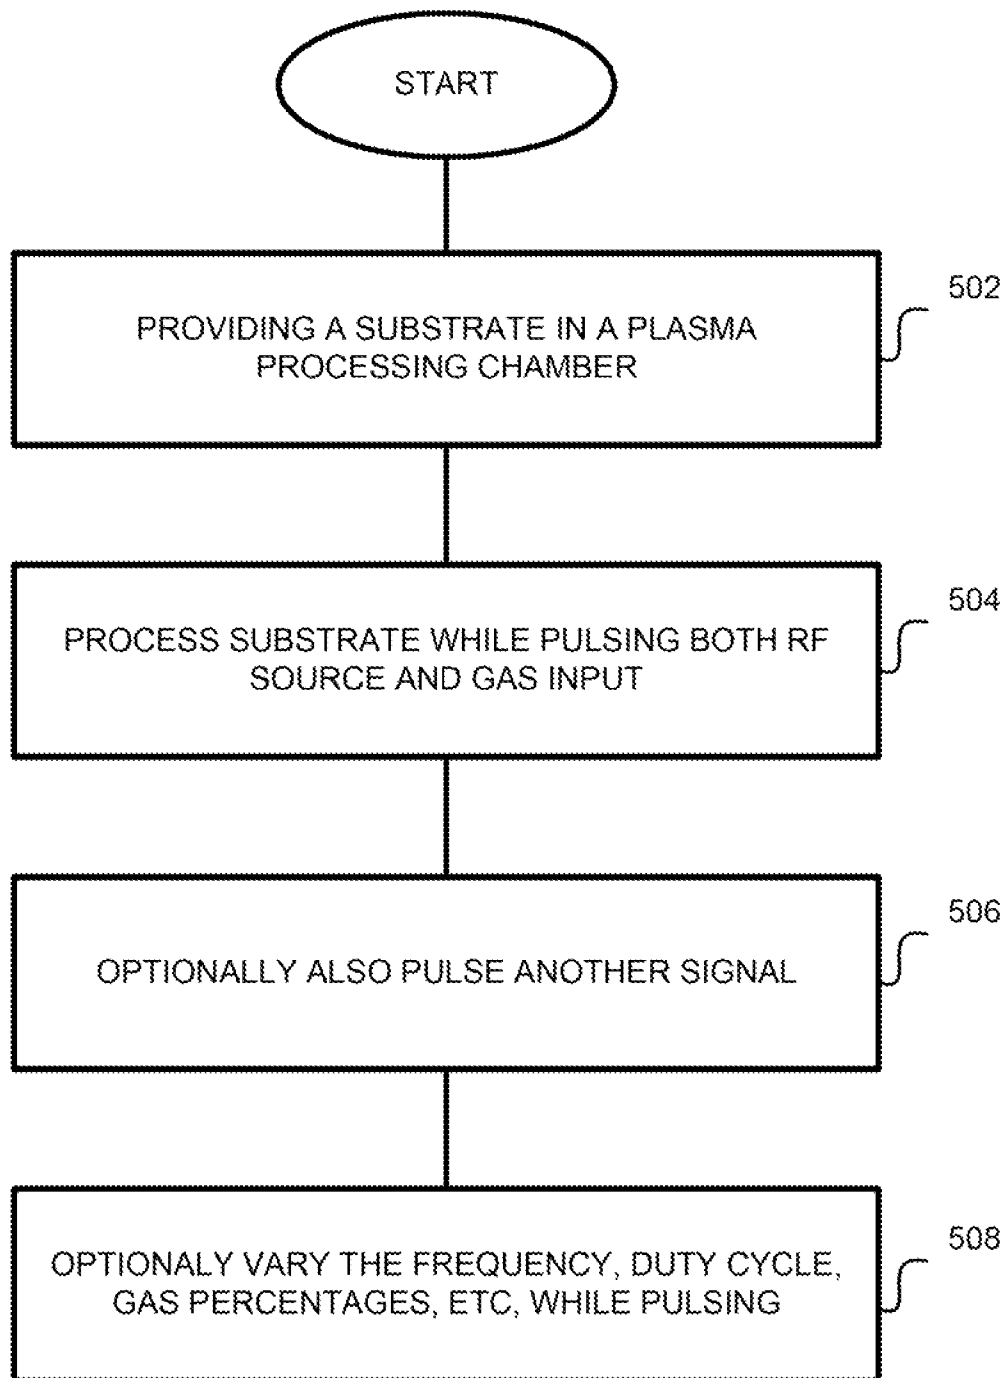 START
502
PROVIDING A SUBSTRATE IN A PLASMA
PROCESSING CHAMBER
504
PROCESS SUBSTRATE WHILE PULSING BOTH RF
SOURCE AND GAS INPUT
506
OPTIONALLY ALSO PULSE ANOTHER SIGNAL
508
OPTIONALY VARY THE FREQUENCY, DUTY CYCLE,
GAS PERCENTAGES, ETC, WHILE PULSING